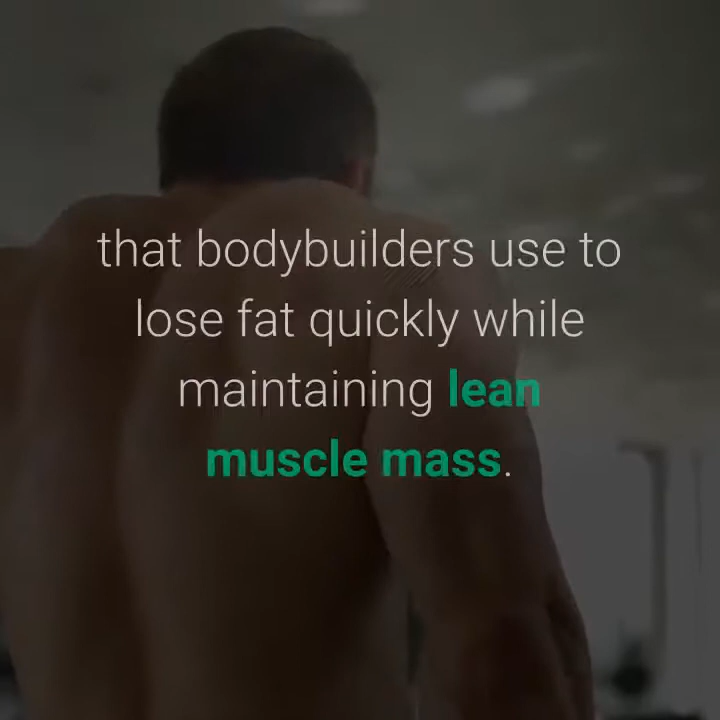 that bodybuilders use to
lose fat quickly while
maintaining lean
muscle mass.